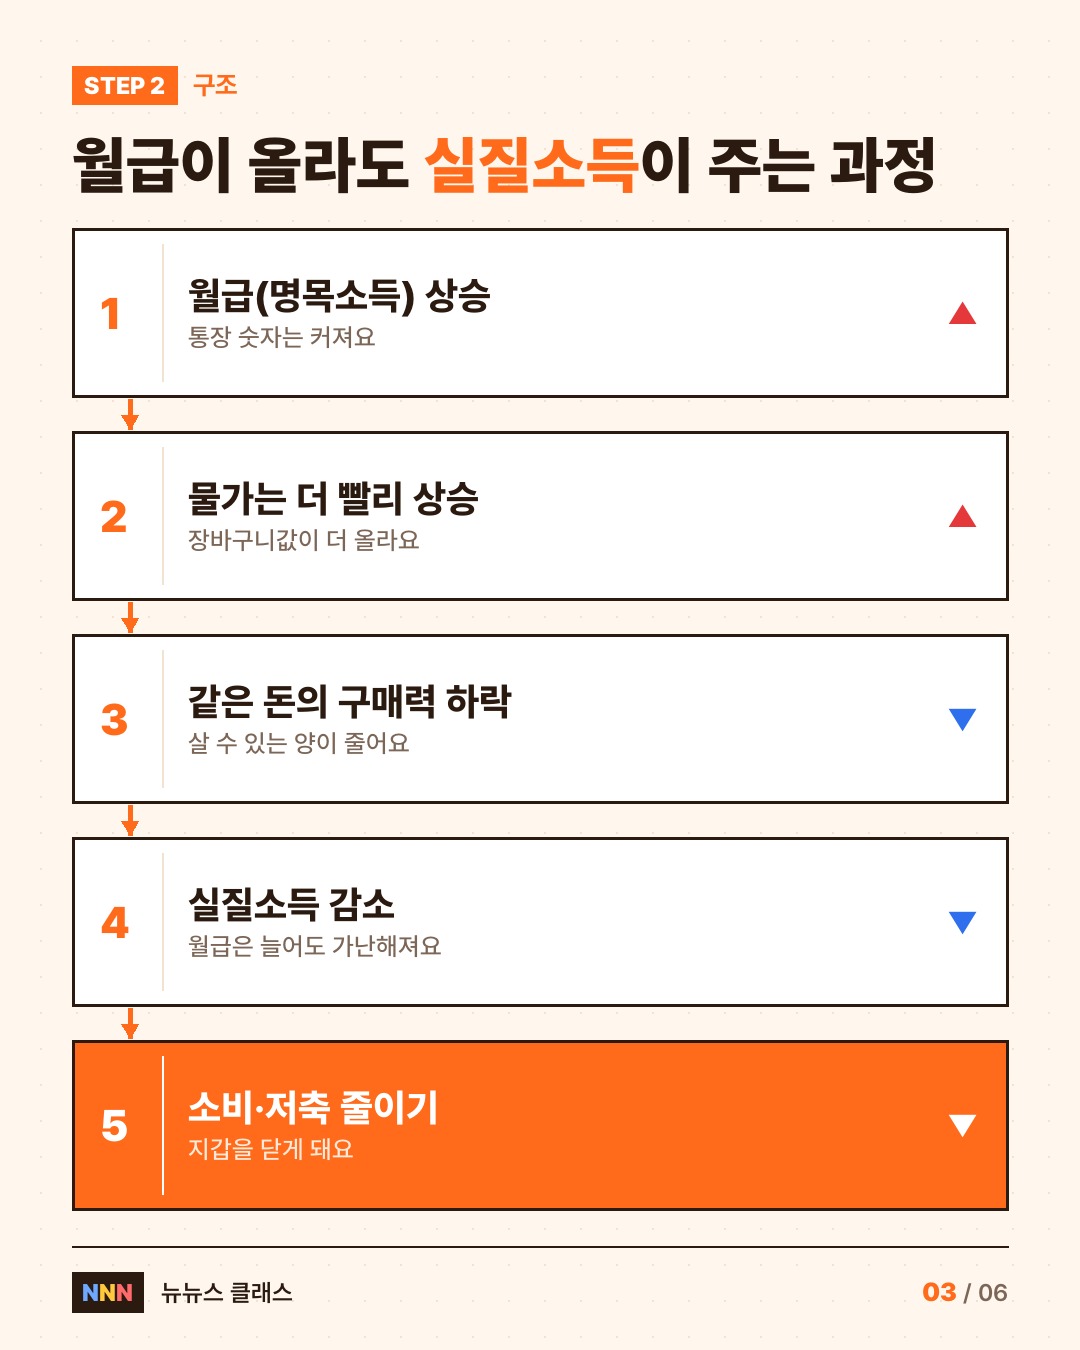 STEP 2 구조
월급이 올라도 실질소득이 주는 과정
1
월급(명목소득) 상승
통장 숫자는 커져요
▲
2
물가는 더 빨리 상승
장바구니값이 더 올라요
▲
3
같은 돈의 구매력 하락
살 수 있는 양이 줄어요
▼
4
실질소득 감소
월급은 늘어도 가난해져요
▼
5
소비·저축 줄이기
지갑을 닫게 돼요
▼
NNN 뉴뉴스 클래스
03 / 06